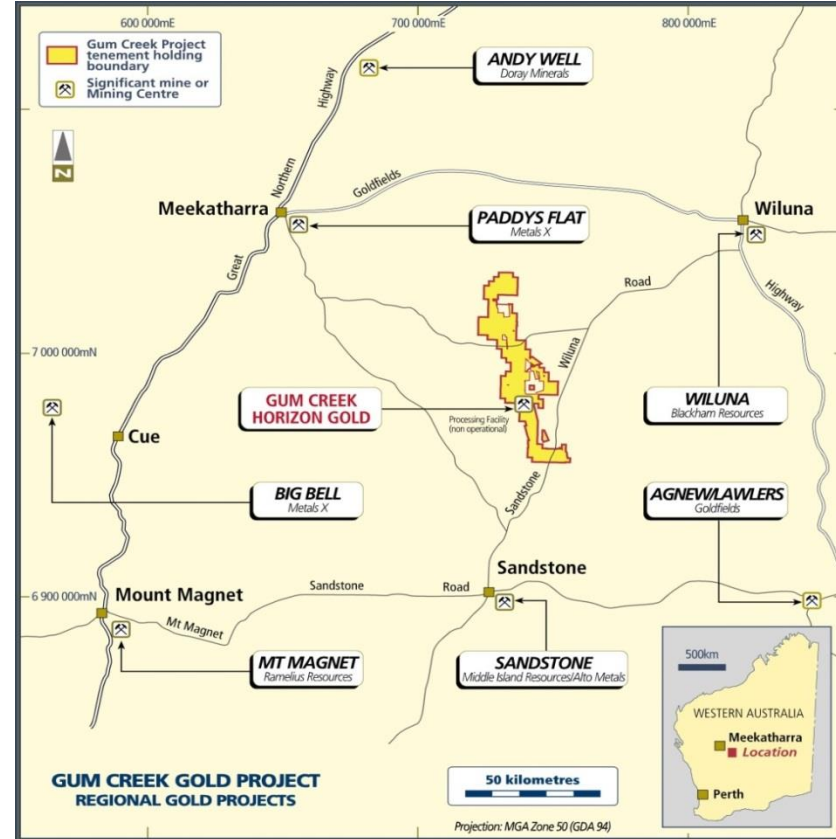 600 000mE
700 000mE
800 000mE
Gum Creek Project
tenement holding
boundary
Significant mine or
Mining Centre
N
ANDY WELL
Doray Minerals
Highway
Northern
Great
Goldfields
Meekatharra
PADDYS FLAT
Metals X
Wiluna
Road
Wiluna
Highway
7 000 000mN
GUM CREEK
HORIZON GOLD
Processing Facility
(non operational)
WILUNA
Blackham Resources
Cue
BIG BELL
Metals X
Sandstone
AGNEW/LAWLERS
Goldfields
6 900 000mN
Mount Magnet
Sandstone
Road
Sandstone
Mt Magnet
MT MAGNET
Ramelius Resources
SANDSTONE
Middle Island Resources/Alto Metals
500km
WESTERN AUSTRALIA
Meekatharra
Location
Perth
GUM CREEK GOLD PROJECT
REGIONAL GOLD PROJECTS
50 kilometres
Projection: MGA Zone 50 (GDA 94)